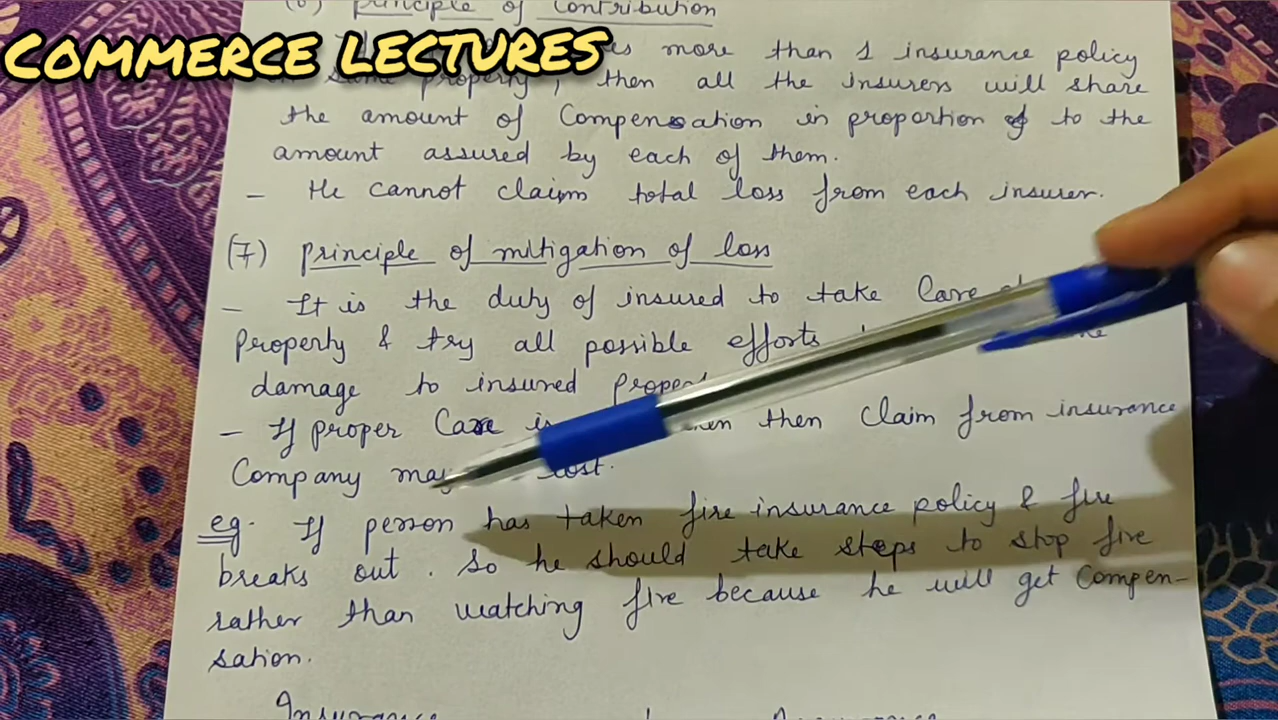 (6) principle of contribution
COMMERCE LECTURES
more than 1 insurance policy
same property, then all the insurers will share
the amount of Compensation in proportion of to the
amount assured by each of them.
- He cannot claim total loss from each insurer.
(7) principle of mitigation of loss
- It is the duty of insured to take Care
property & try all possible efforts
damage to insured
- If proper Care then claim from insurance
Company may lost.
eg. If person has taken fire insurance policy & fire
breaks out. So he should take steps to stop fire
rather than watching fire because he will get Compen-
sation.
Insurance